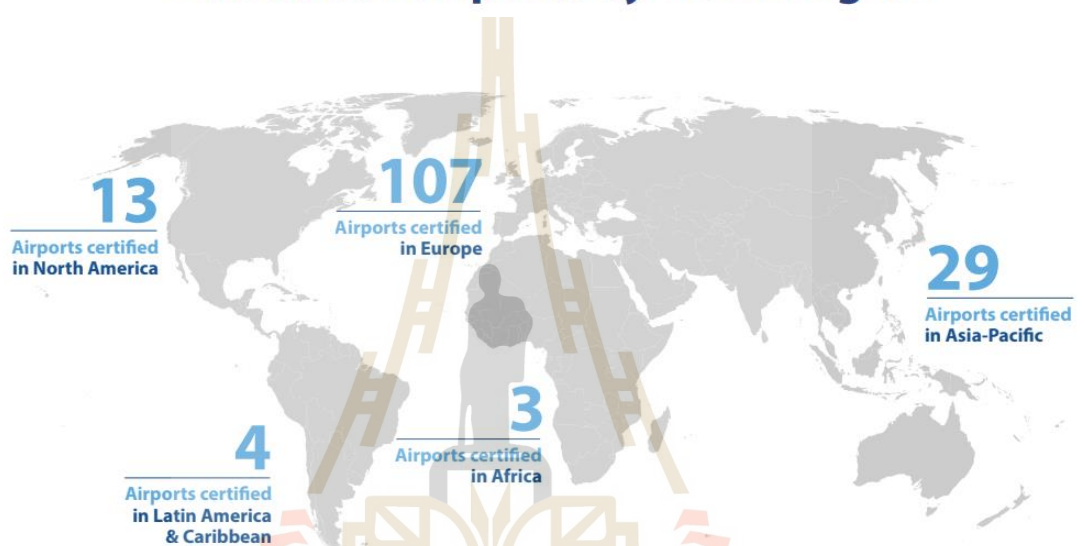 107
Airports certified
in Europe
13
Airports certified
in North America
29
Airports certified
in Asia-Pacific
3
Airports certified
in Africa
4
Airports certified
in Latin America
& Caribbean